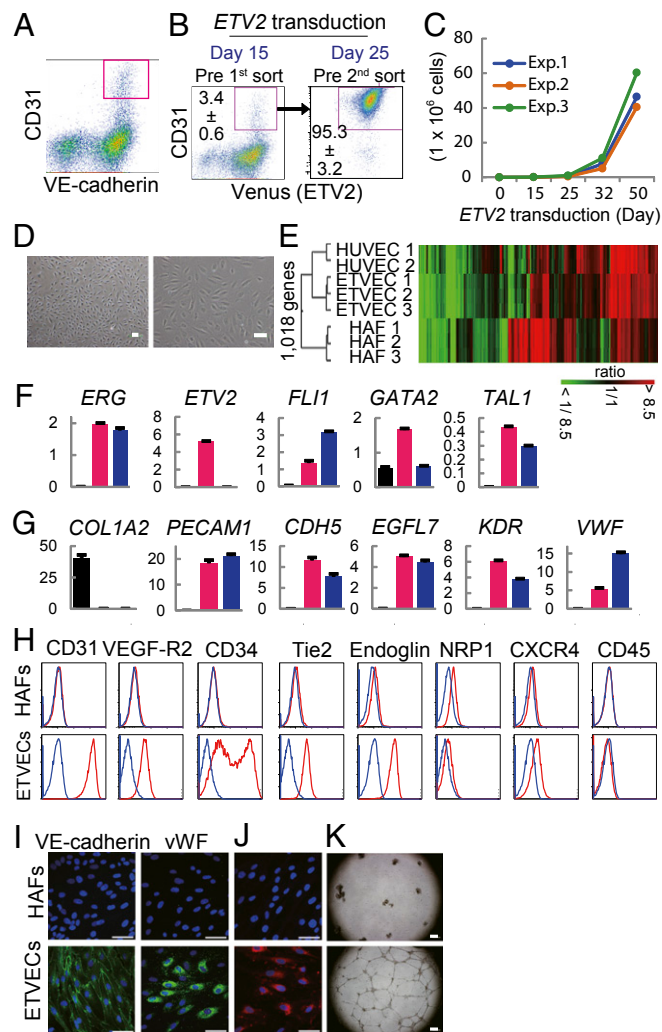 A
CD31
VE-cadherin
B
ETV2 transduction
Day 15
Day 25
Pre 1st sort
Pre 2nd sort
3.4
±
0.6
95.3
±
3.2
CD31
Venus (ETV2)
C
(1 x 10⁶ cells)
80
60
40
20
0
Exp.1
Exp.2
Exp.3
0 15 25 32 50
ETV2 transduction (Day)
D
E
1,018 genes
HUVEC 1
HUVEC 2
ETVEC 1
ETVEC 2
ETVEC 3
HAF 1
HAF 2
HAF 3
ratio
< 1/ 8.5
1/1
> 8.5
F
ERG
2
1
0
ETV2
8
6
4
2
0
FLI1
4
3
2
1
0
GATA2
2
1
0
TAL1
0.5
0.4
0.3
0.2
0.1
0
G
COL1A2
50
25
0
PECAM1
20
10
0
CDH5
15
10
5
0
EGFL7
6
4
2
0
KDR
8
6
4
2
0
VWF
15
10
5
0
H
CD31 VEGF-R2 CD34 Tie2 Endoglin NRP1 CXCR4 CD45
HAFs
ETVECs
I
VE-cadherin
vWF
J
K
HAFs
ETVECs